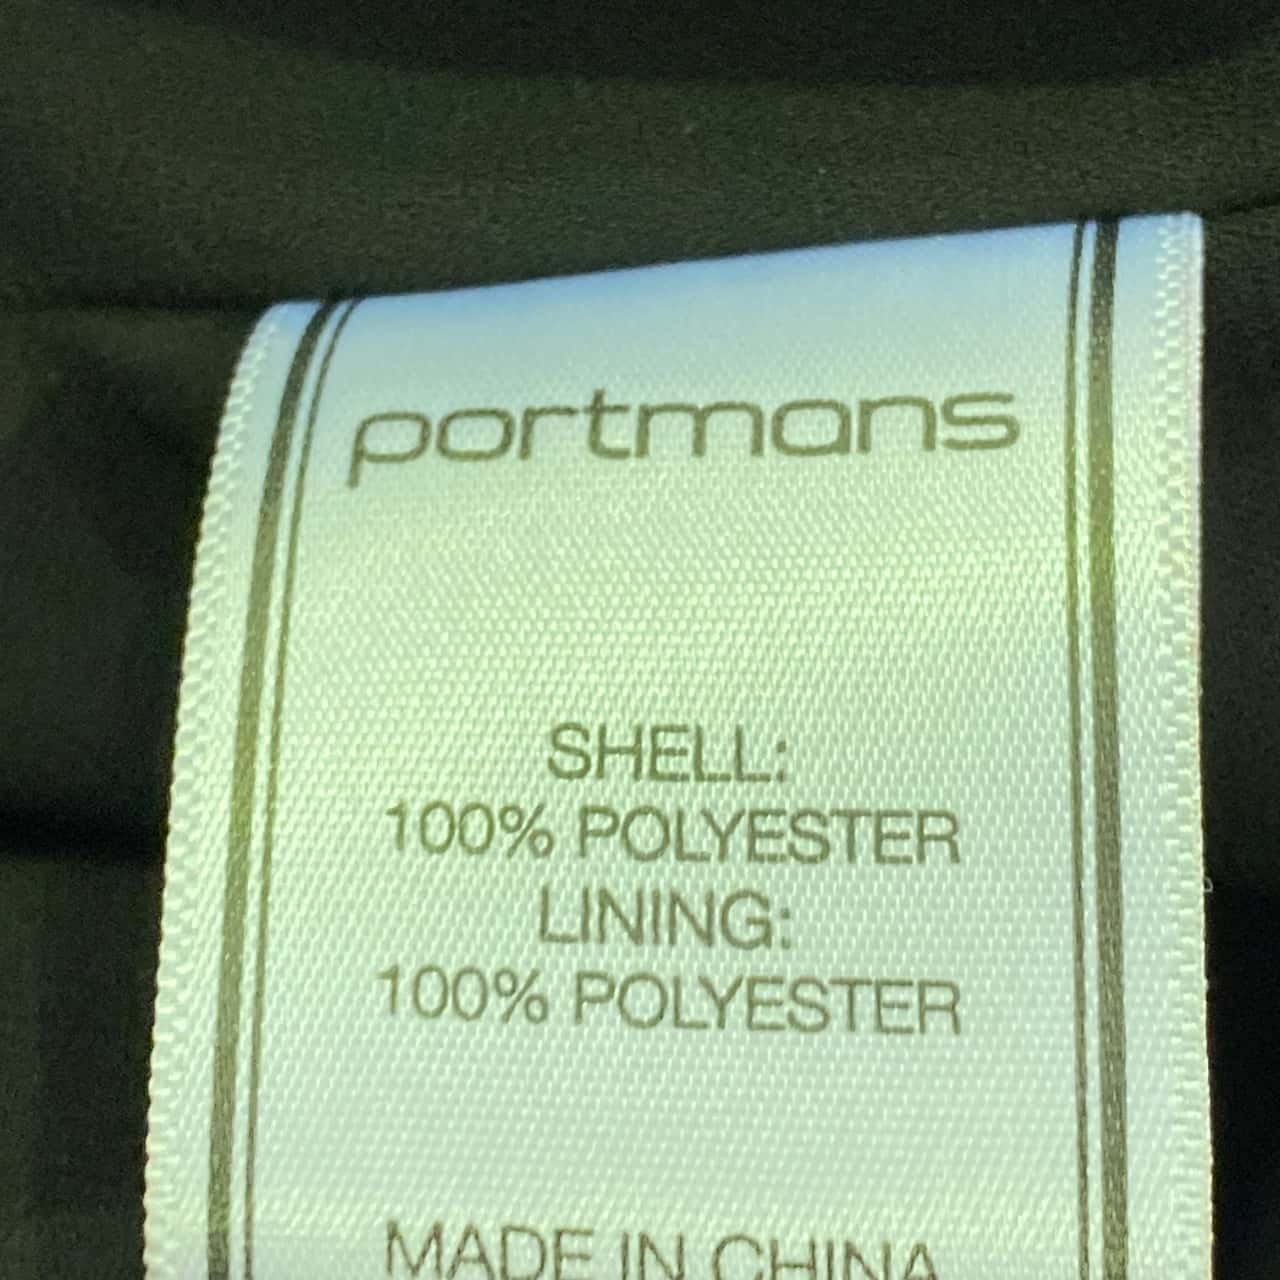 portmans
SHELL:
100% POLYESTER
LINING:
100% POLYESTER
MADE IN CHINA